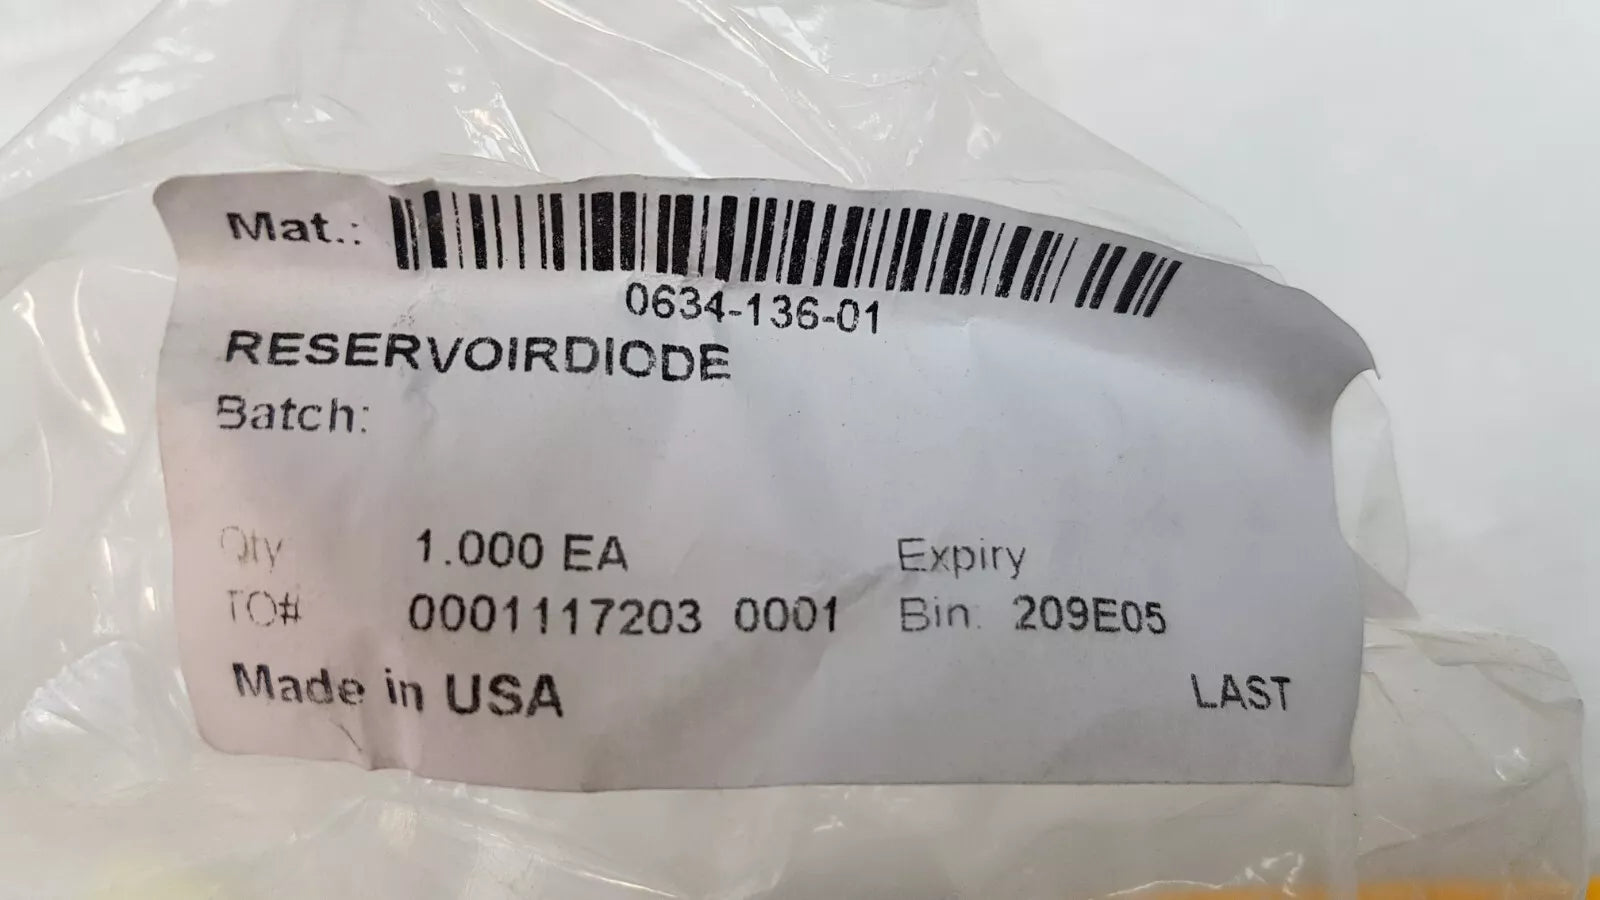 Mat.:
0634-136-01
RESERVOIRDIODE
Batch:
Qty 1.000 EA Expiry
TO# 0001117203 0001 Bin: 209E05
Made in USA LAST